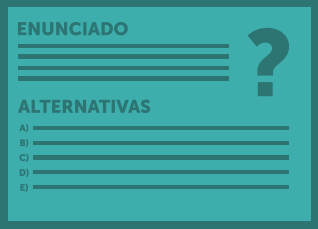 ENUNCIADO
?
ALTERNATIVAS
A)
B)
C)
D)
E)